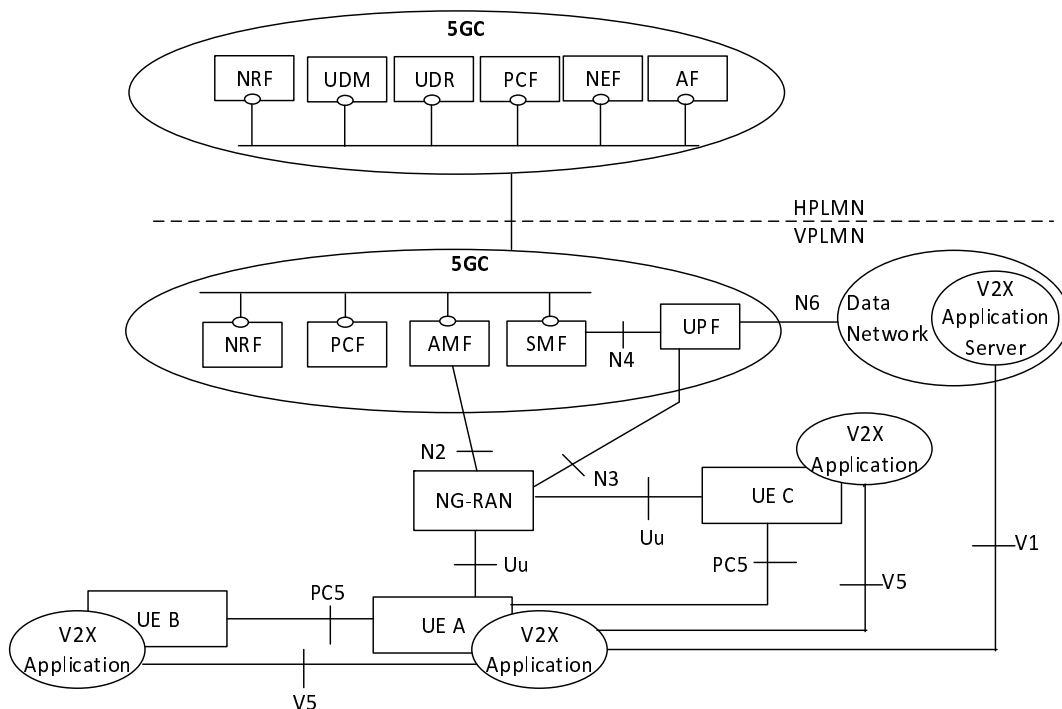 5GC
NRF
UDM
UDR
PCF
NEF
AF
HPLMN
VPLMN
5GC
NRF
PCF
AMF
SMF
N4
UPF
N6
Data
Network
V2X
Application
Server
N2
N3
NG-RAN
Uu
UE C
V2X
Application
Uu
PC5
V5
V1
UE B
V2X
Application
PC5
UE A
V2X
Application
V5